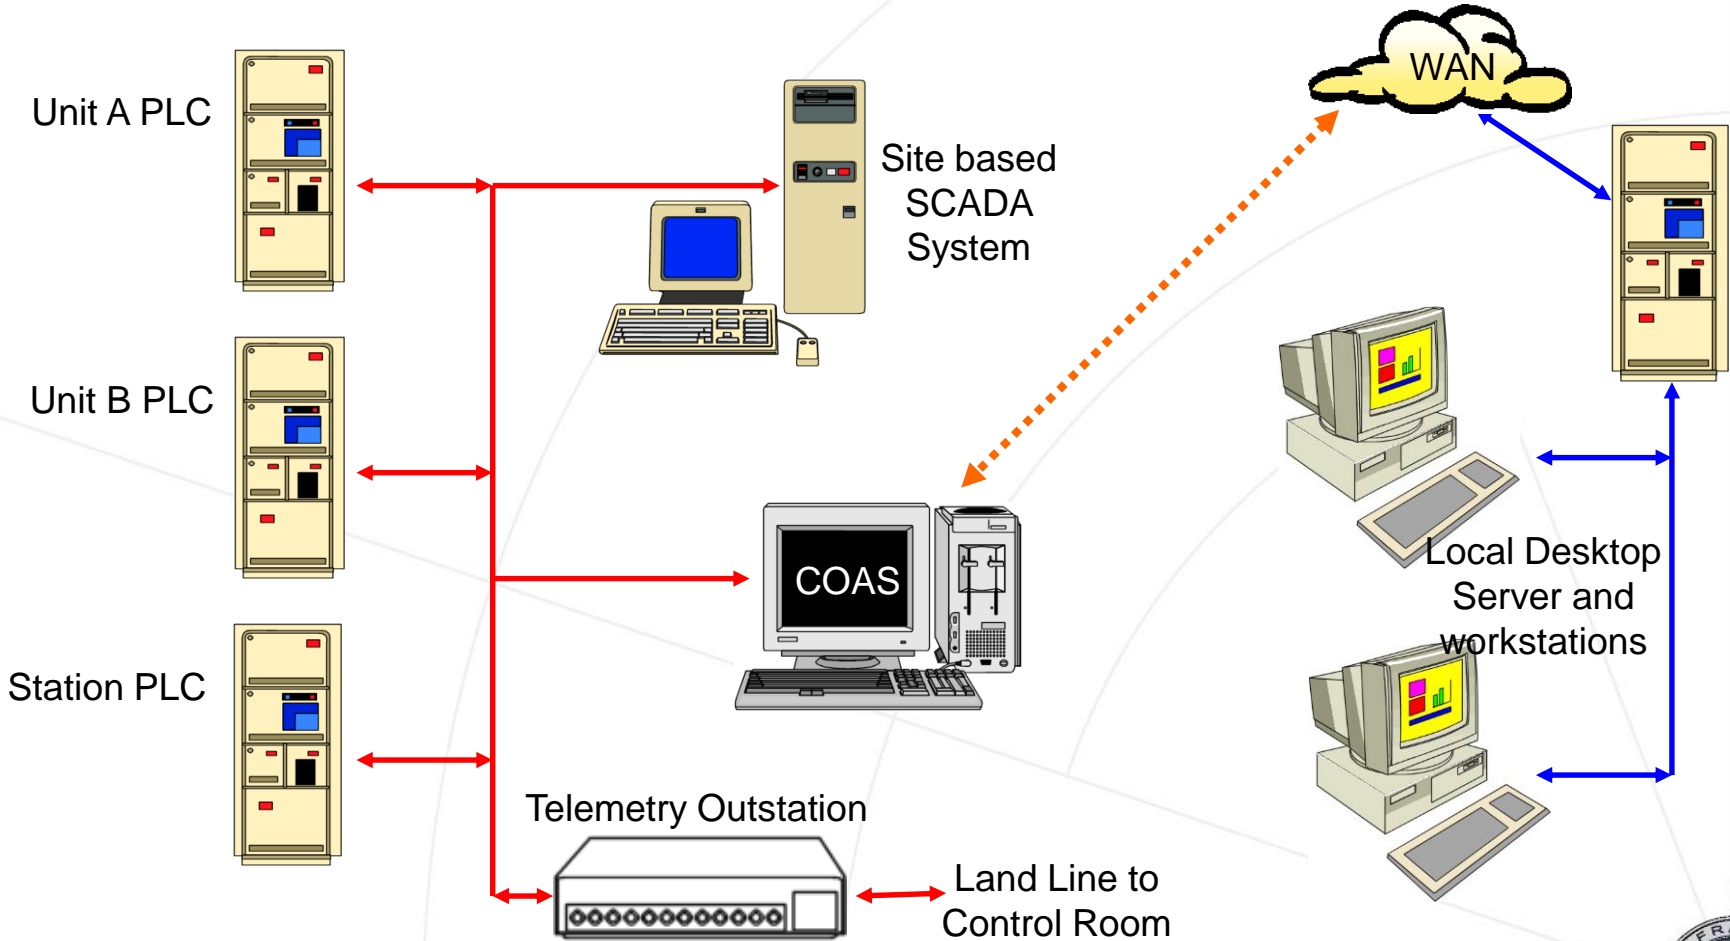 Unit A PLC
Unit B PLC
Station PLC
Site based
SCADA
System
WAN
COAS
Local Desktop
Server and
workstations
Telemetry Outstation
Land Line to
Control Room